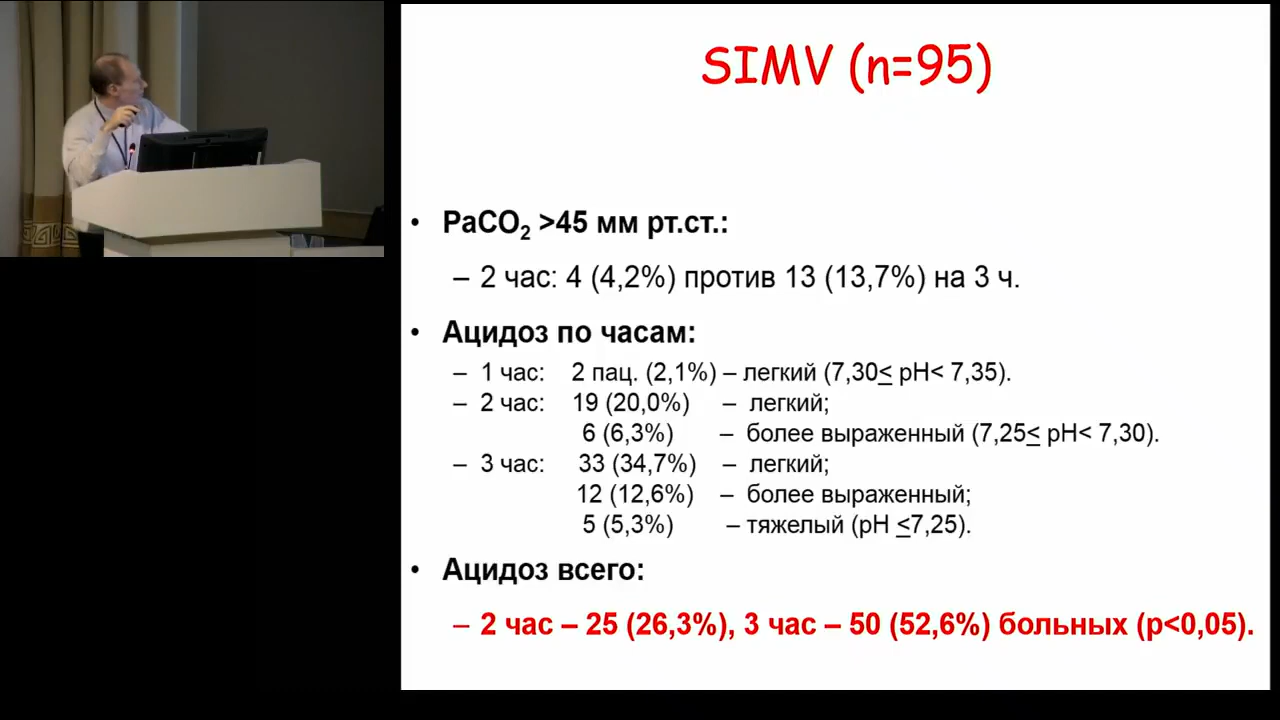 SIMV (n=95)
• PaCO2 >45 мм рт.ст.:
– 2 час: 4 (4,2%) против 13 (13,7%) на 3 ч.
• Ацидоз по часам:
– 1 час: 2 пац. (2,1%) – легкий (7,30≤ pH< 7,35).
– 2 час: 19 (20,0%) – легкий;
6 (6,3%) – более выраженный (7,25≤ pH< 7,30).
– 3 час: 33 (34,7%) – легкий;
12 (12,6%) – более выраженный;
5 (5,3%) – тяжелый (pH ≤7,25).
• Ацидоз всего:
– 2 час – 25 (26,3%), 3 час – 50 (52,6%) больных (p<0,05).